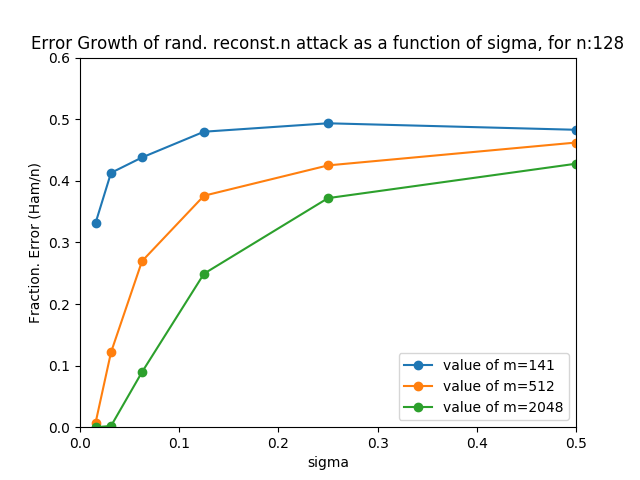 Error Growth of rand. reconst.n attack as a function of sigma, for n:128
0.6
0.5
0.4
0.3
0.2
0.1
0.0
Fraction. Error (Ham/n)
value of m=141
value of m=512
value of m=2048
0.0 0.1 0.2 0.3 0.4 0.5
sigma